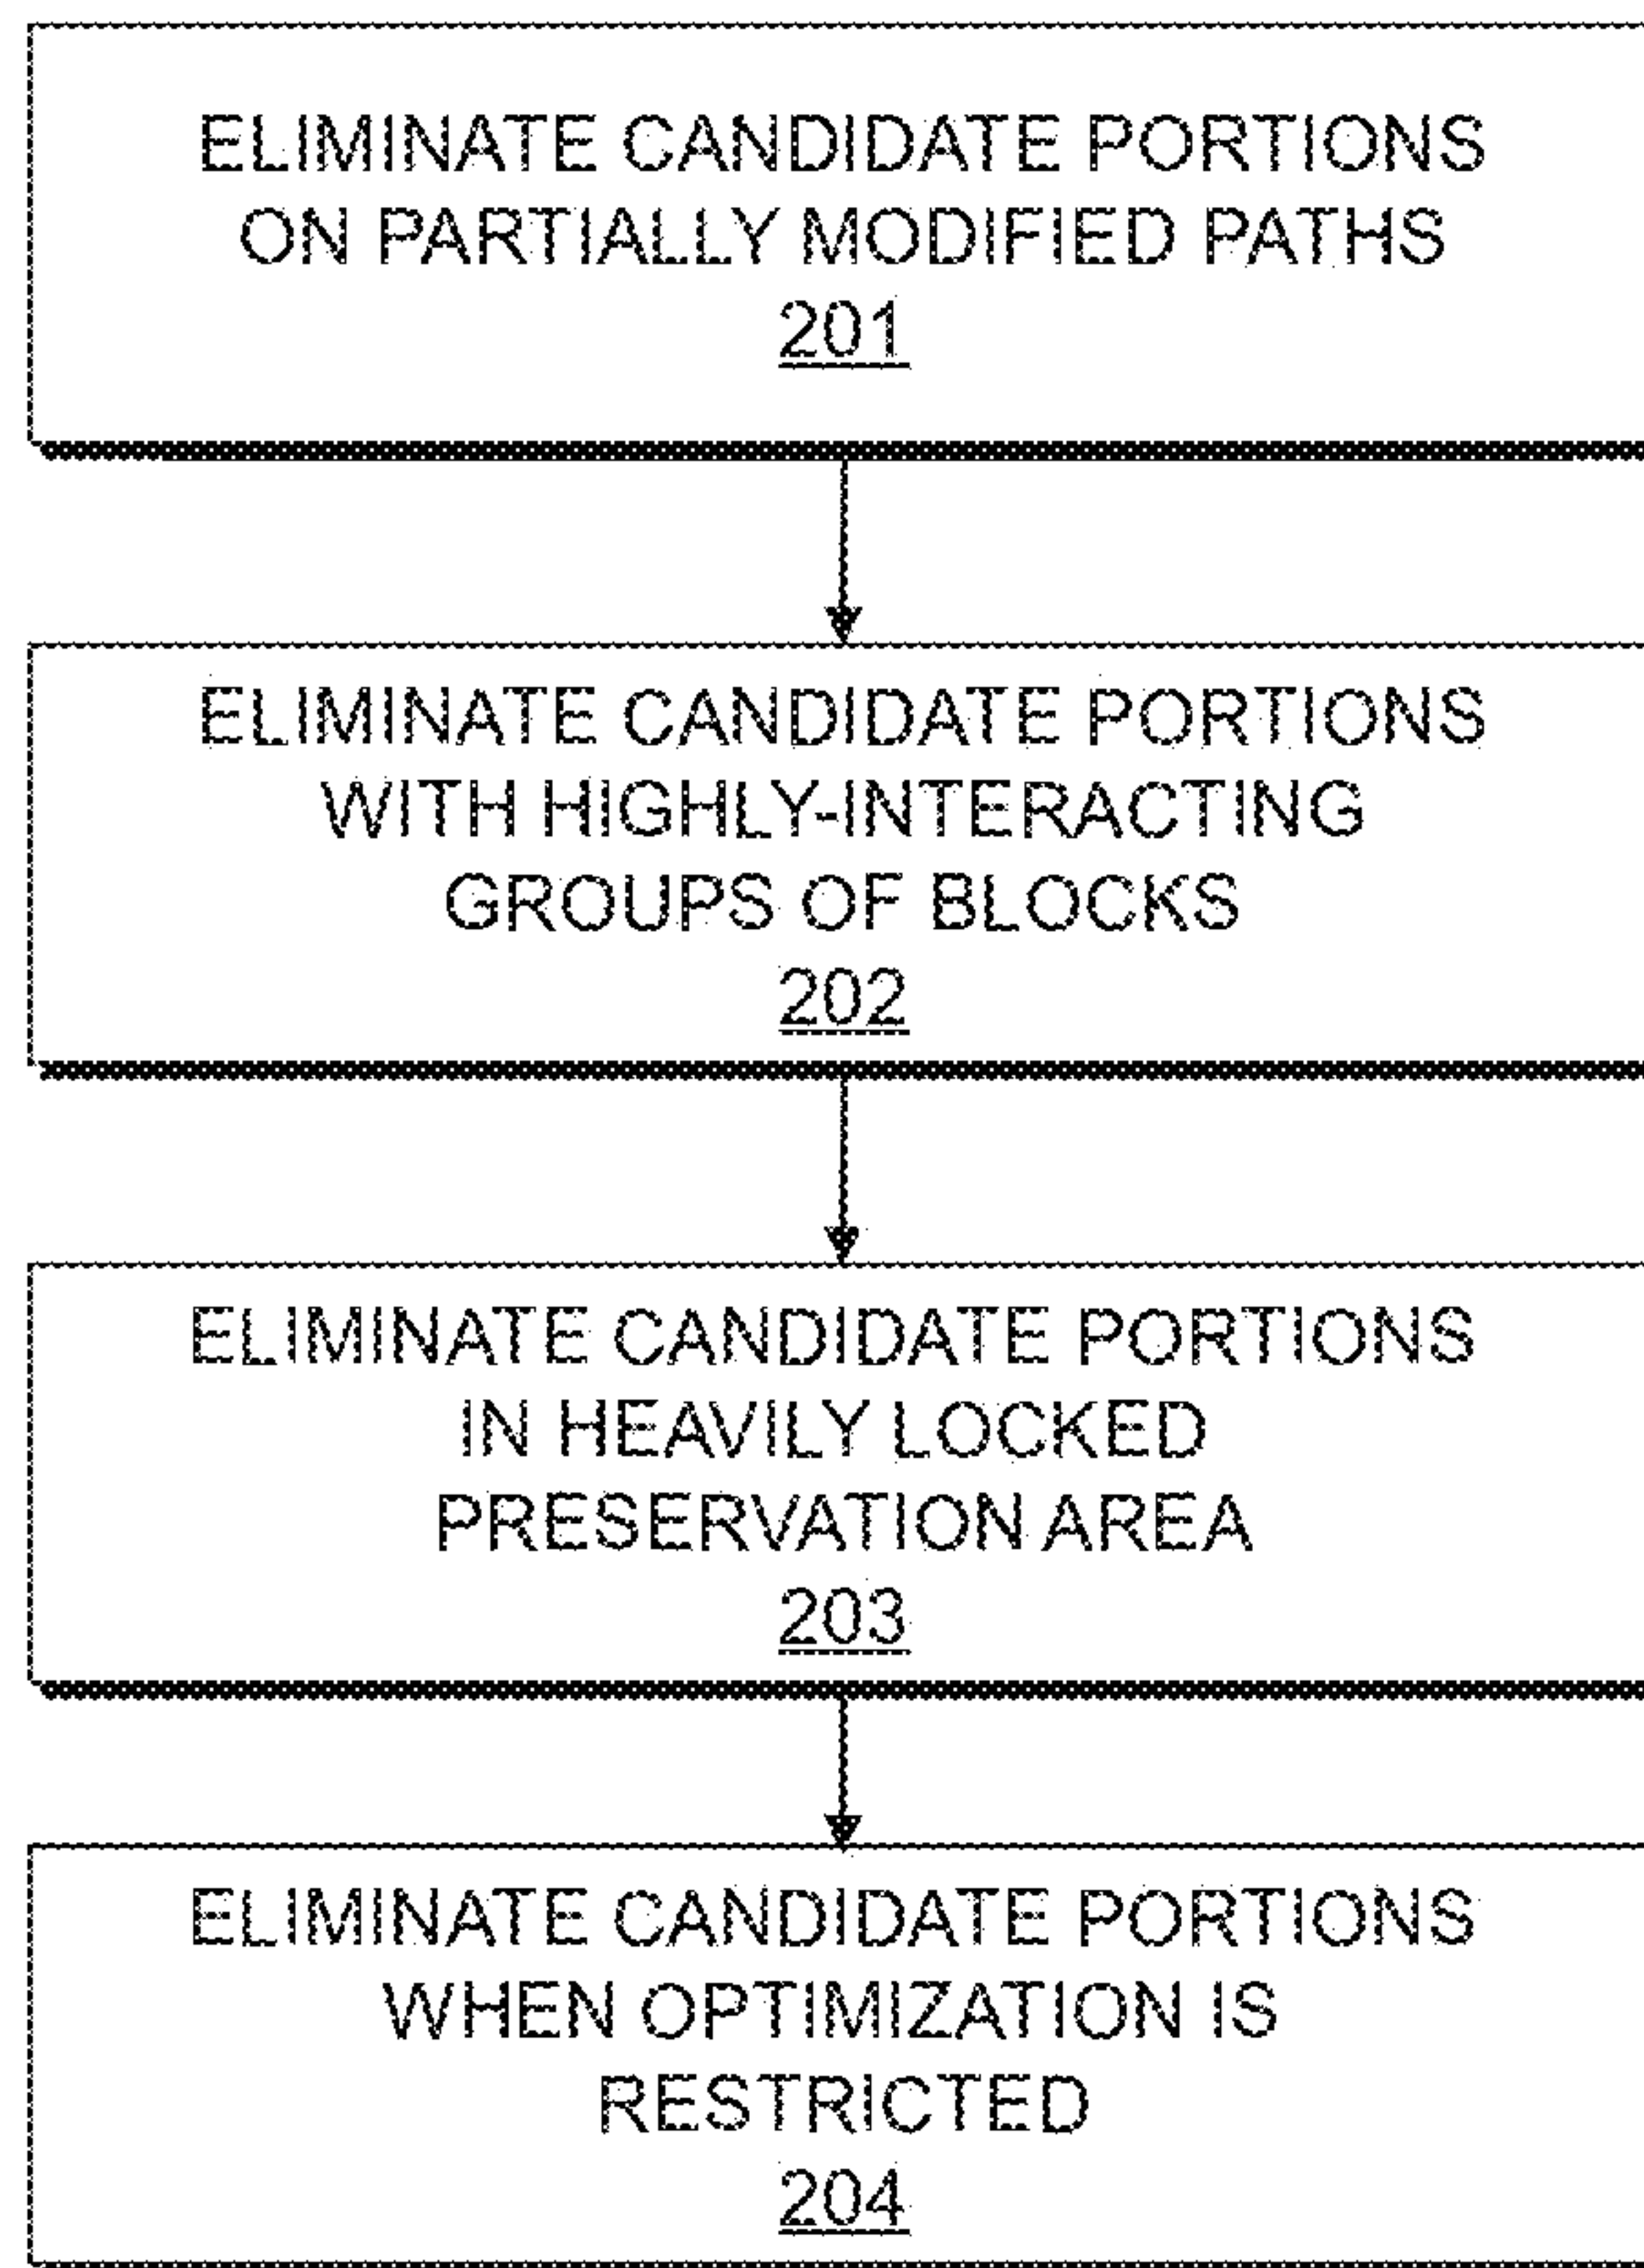 ELIMINATE CANDIDATE PORTIONS
ON PARTIALLY MODIFIED PATHS
201
ELIMINATE CANDIDATE PORTIONS
WITH HIGHLY-INTERACTING
GROUPS OF BLOCKS
202
ELIMINATE CANDIDATE PORTIONS
IN HEAVILY LOCKED
PRESERVATION AREA
203
ELIMINATE CANDIDATE PORTIONS
WHEN OPTIMIZATION IS
RESTRICTED
204